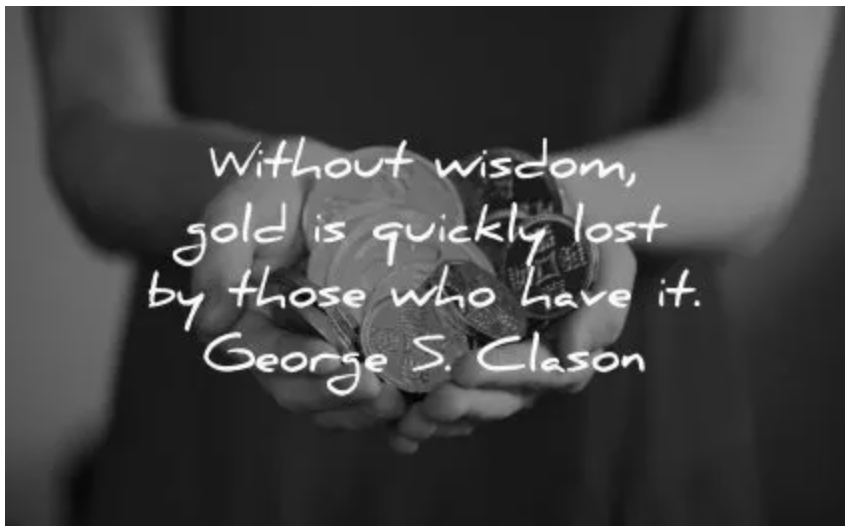 Without wisdom,
gold is quickly lost
by those who have it.
George S. Clason